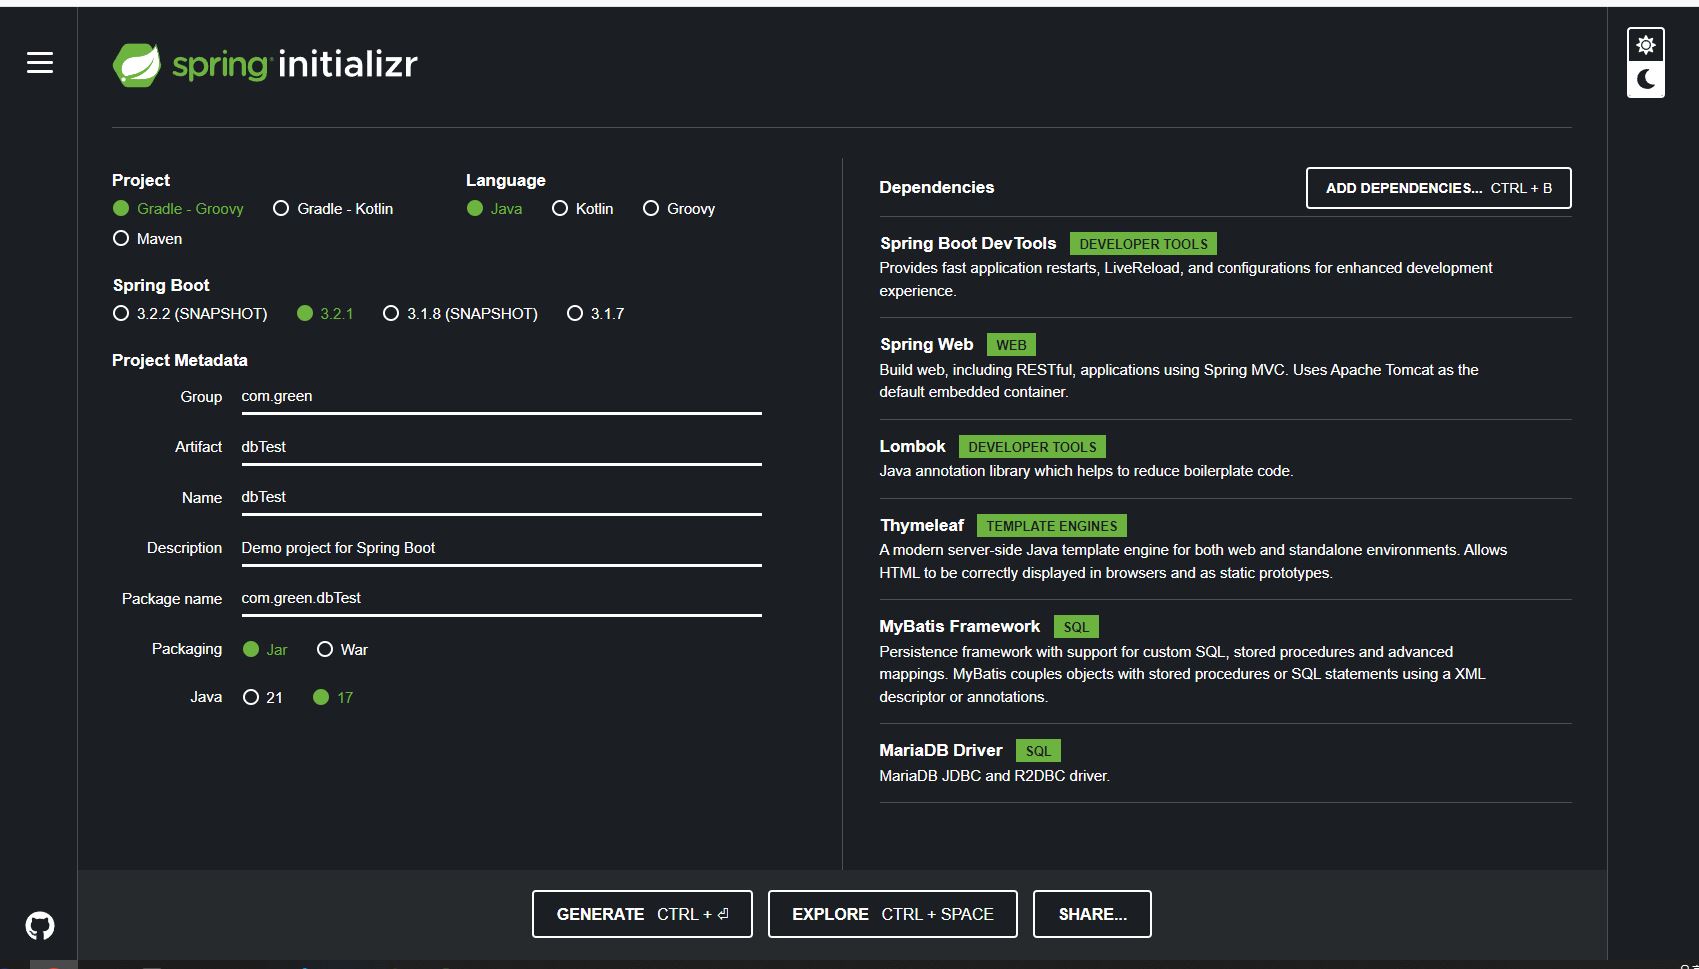 spring initializr
Project
Gradle - Groovy Gradle - Kotlin
Maven
Language
Java Kotlin Groovy
Spring Boot
3.2.2 (SNAPSHOT) 3.2.1 3.1.8 (SNAPSHOT) 3.1.7
Project Metadata
Group com.green
Artifact dbTest
Name dbTest
Description Demo project for Spring Boot
Package name com.green.dbTest
Packaging Jar War
Java 21 17
Dependencies
ADD DEPENDENCIES... CTRL + B
Spring Boot DevTools DEVELOPER TOOLS
Provides fast application restarts, LiveReload, and configurations for enhanced development
experience.
Spring Web WEB
Build web, including RESTful, applications using Spring MVC. Uses Apache Tomcat as the
default embedded container.
Lombok DEVELOPER TOOLS
Java annotation library which helps to reduce boilerplate code.
Thymeleaf TEMPLATE ENGINES
A modern server-side Java template engine for both web and standalone environments. Allows
HTML to be correctly displayed in browsers and as static prototypes.
MyBatis Framework SQL
Persistence framework with support for custom SQL, stored procedures and advanced
mappings. MyBatis couples objects with stored procedures or SQL statements using a XML
descriptor or annotations.
MariaDB Driver SQL
MariaDB JDBC and R2DBC driver.
GENERATE CTRL + ⏎
EXPLORE CTRL + SPACE
SHARE...